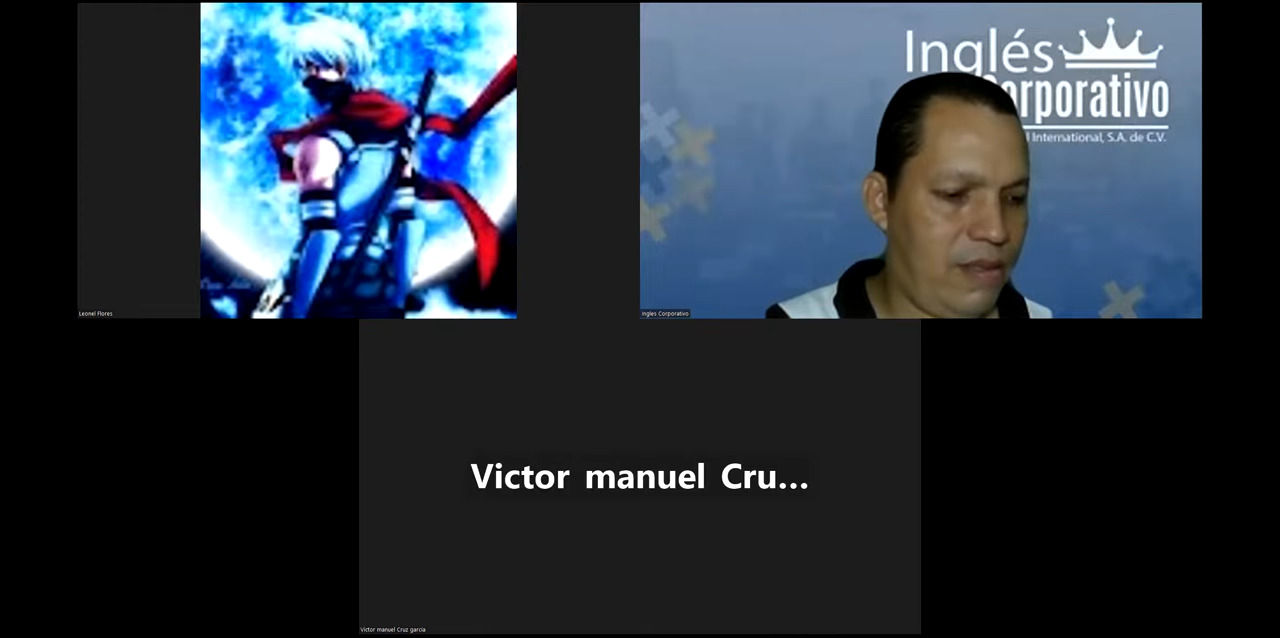 Inglés
Corporativo
l International, S.A. de C.V.
Leonel Flores
Ingles Corporativo
Victor manuel Cru...
Victor manuel Cruz garcia